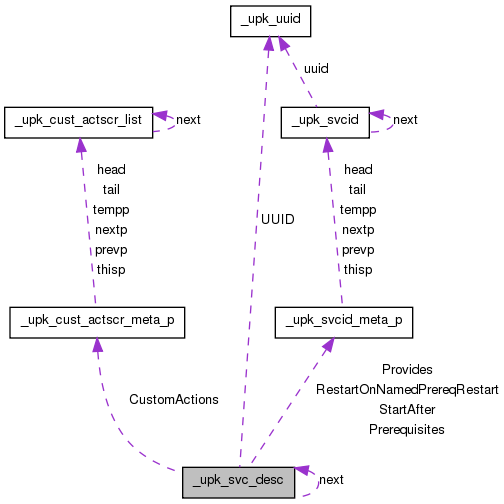 _upk_uuid
uuid
_upk_cust_actscr_list
next
_upk_svcid
next
head
tail
tempp
nextp
prevp
thisp
UUID
head
tail
tempp
nextp
prevp
thisp
_upk_cust_actscr_meta_p
_upk_svcid_meta_p
CustomActions
Provides
RestartOnNamedPrereqRestart
StartAfter
Prerequisites
_upk_svc_desc
next